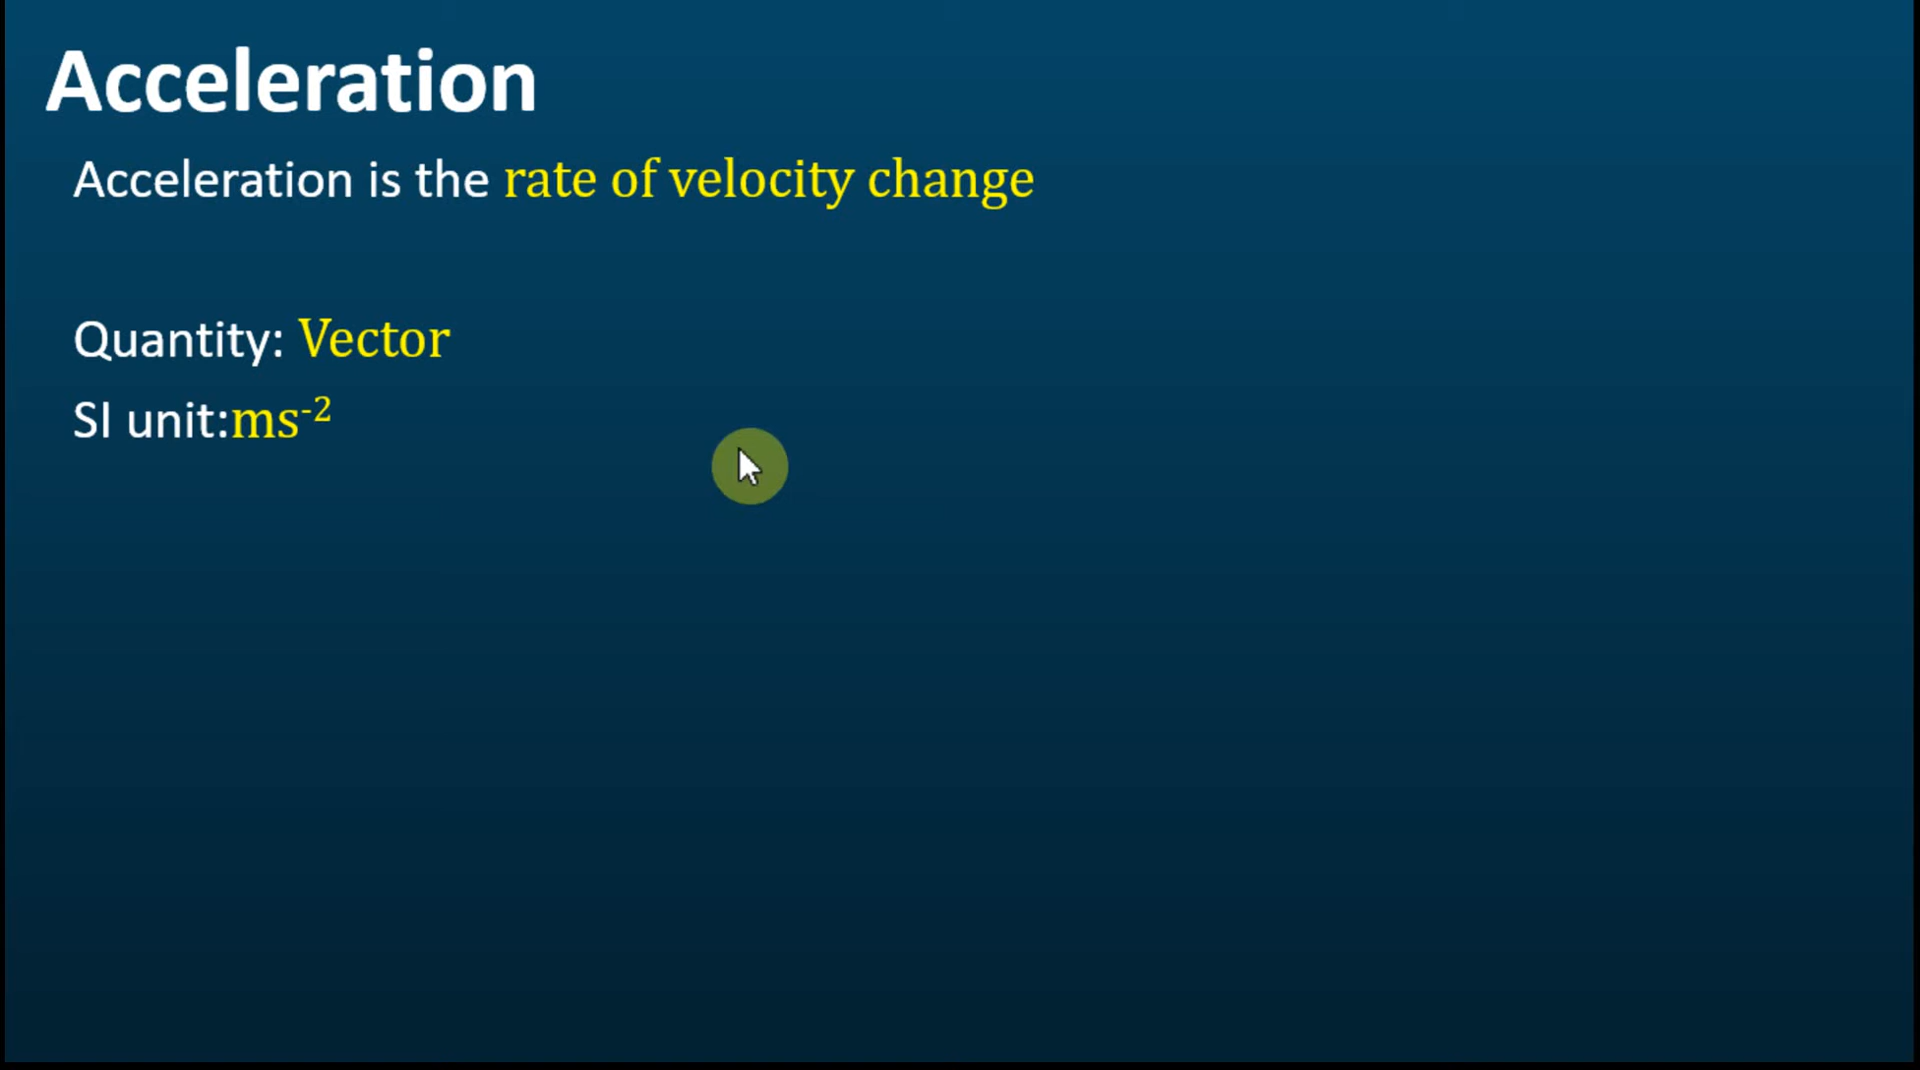 Acceleration
Acceleration is the rate of velocity change
Quantity: Vector
SI unit:ms⁻²